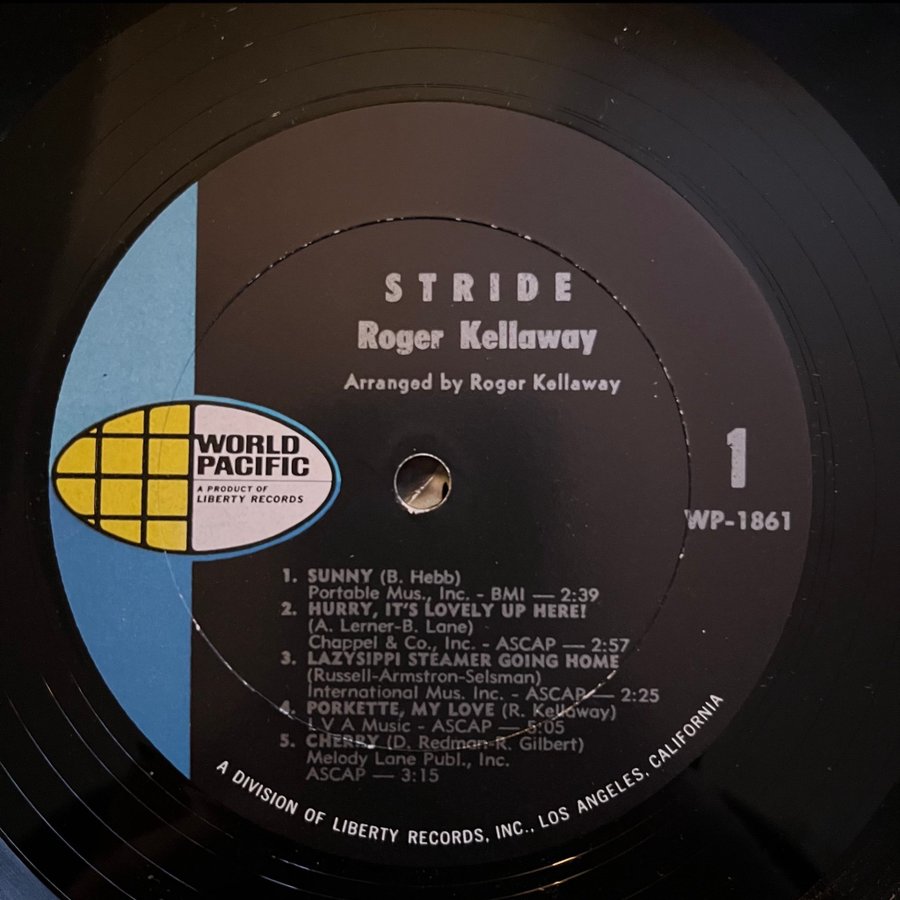 STRIDE
Roger Kellaway
Arranged by Roger Kellaway
1
WP-1861
WORLD
PACIFIC
A PRODUCT OF
LIBERTY RECORDS
1. SUNNY (B. Hebb)
Portable Mus., Inc. - BMI — 2:39
2. HURRY, IT'S LOVELY UP HERE!
(A. Lerner-B. Lane)
Chappel & Co., Inc. - ASCAP — 2:57
3. LAZYSIPPI STEAMER GOING HOME
(Russell-Armstron-Selsman)
International Mus. Inc. - ASCAP — 2:25
4. PORKETTE, MY LOVE (R. Kellaway)
L V A Music - ASCAP — 5:05
5. CHERRY (D. Redman-R. Gilbert)
Melody Lane Publ., Inc.
ASCAP — 3:15
A DIVISION OF LIBERTY RECORDS, INC., LOS ANGELES, CALIFORNIA